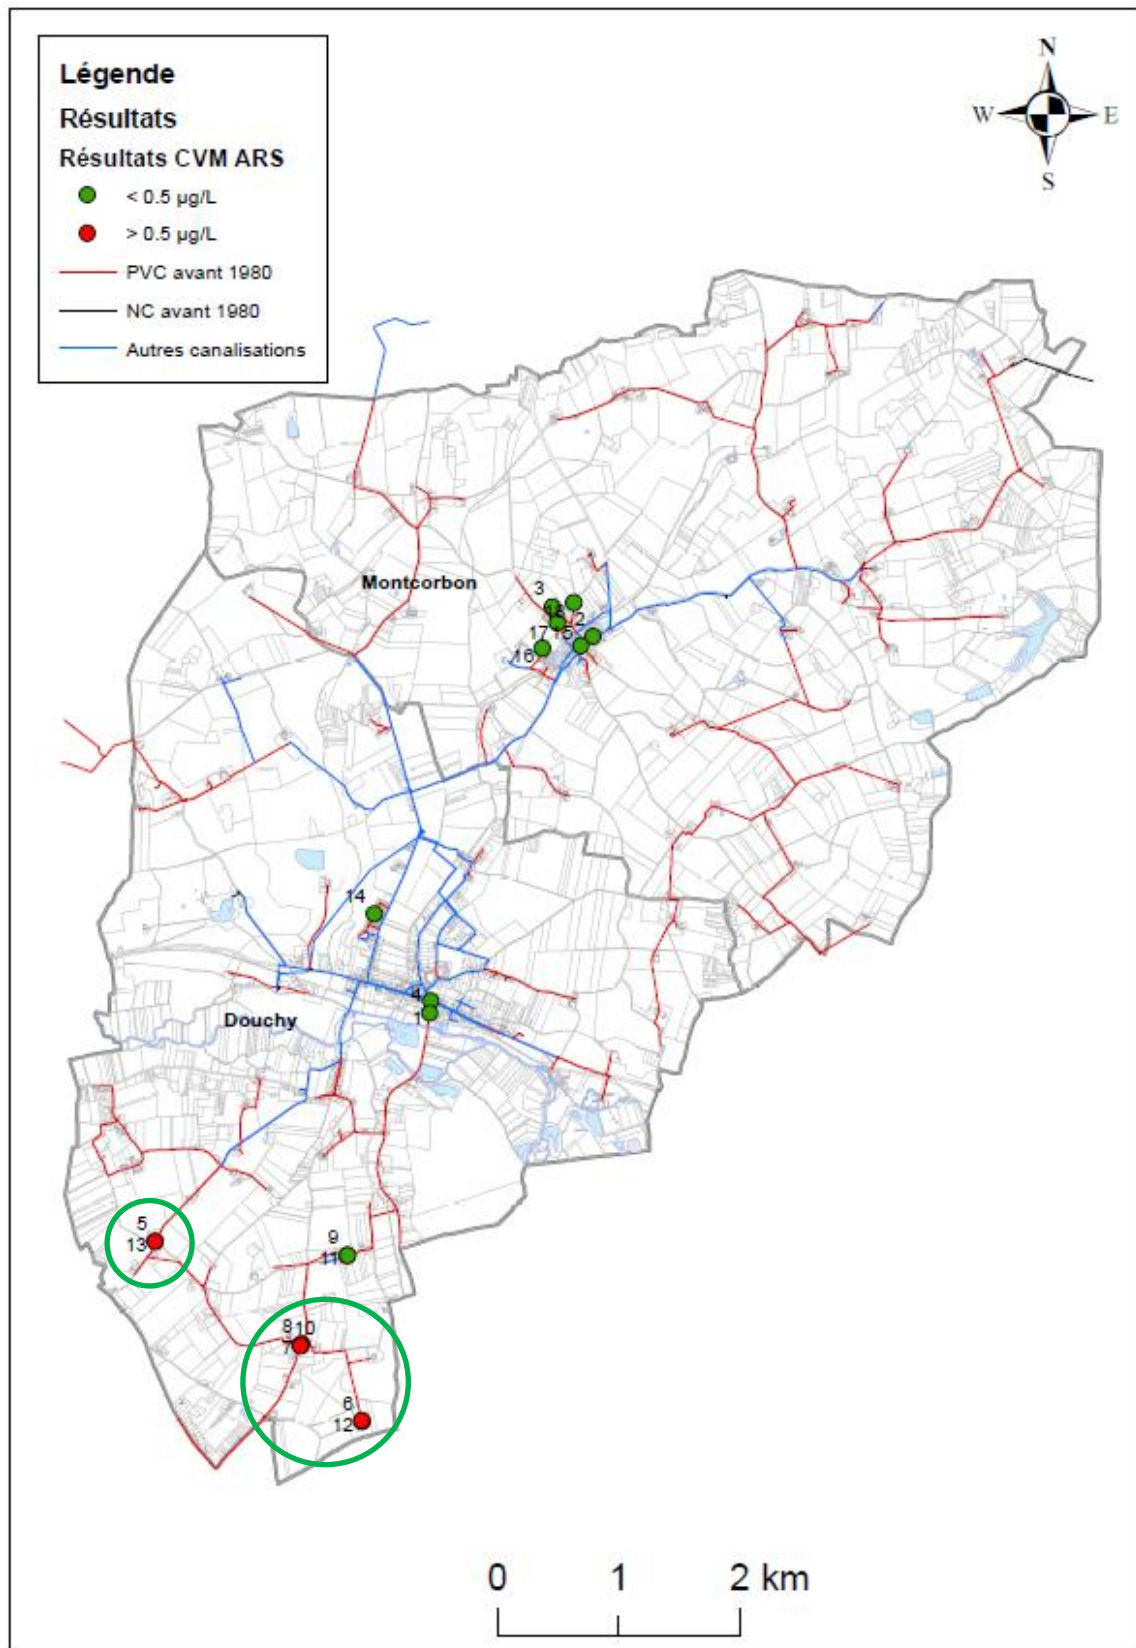 Légende
Résultats
Résultats CVM ARS
< 0.5 µg/L
> 0.5 µg/L
PVC avant 1980
NC avant 1980
Autres canalisations
N
W E
S
Montcorbon
3
2
17 15
16
14
4
1
Douchy
5
13
9
11
8 10
7
6
12
0 1 2 km